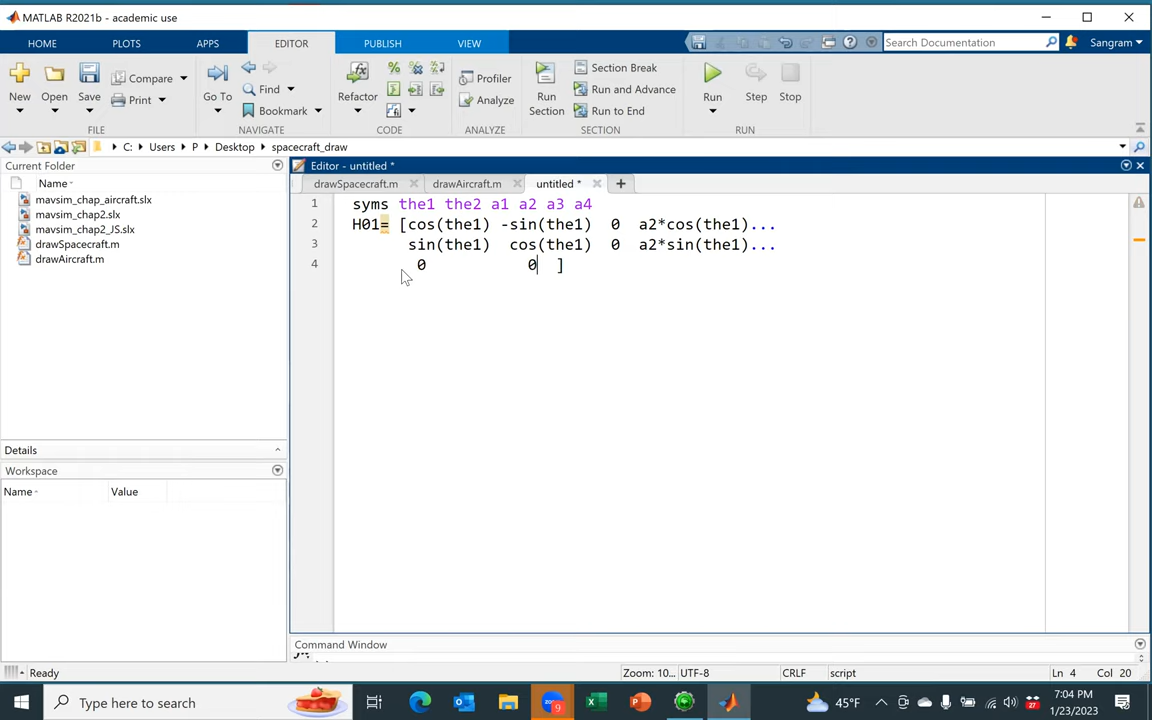 MATLAB R2021b - academic use
HOME PLOTS APPS EDITOR PUBLISH VIEW Search Documentation Sangram
New Open Save Compare Print Go To Find Bookmark Refactor Profiler Analyze Run Section Section Break Run and Advance Run to End Run Step Stop
FILE NAVIGATE CODE ANALYZE SECTION RUN
C: Users P Desktop spacecraft_draw
Current Folder
Name
mavsim_chap_aircraft.slx
mavsim_chap2.slx
mavsim_chap2_JS.slx
drawSpacecraft.m
drawAircraft.m
Details
Workspace
Name Value
Editor - untitled *
drawSpacecraft.m drawAircraft.m untitled *
1 syms the1 the2 a1 a2 a3 a4
2 H01= [cos(the1) -sin(the1) 0 a2*cos(the1)...
3 sin(the1) cos(the1) 0 a2*sin(the1)...
4 0 0 ]
Command Window
Ready Zoom: 10... UTF-8 CRLF script Ln 4 Col 20
Type here to search 9 45°F 27 7:04 PM
1/23/2023